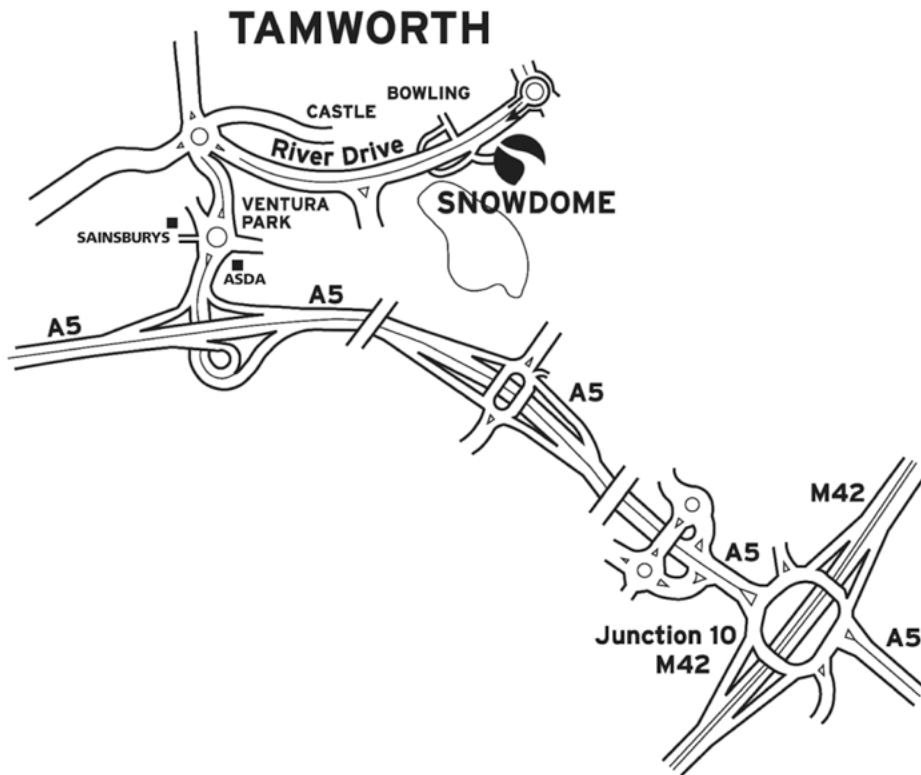 TAMWORTH
BOWLING
CASTLE
River Drive
SNOWDOME
VENTURA
PARK
SAINSBURYS
ASDA
A5
A5
A5
M42
A5
Junction 10
M42
A5